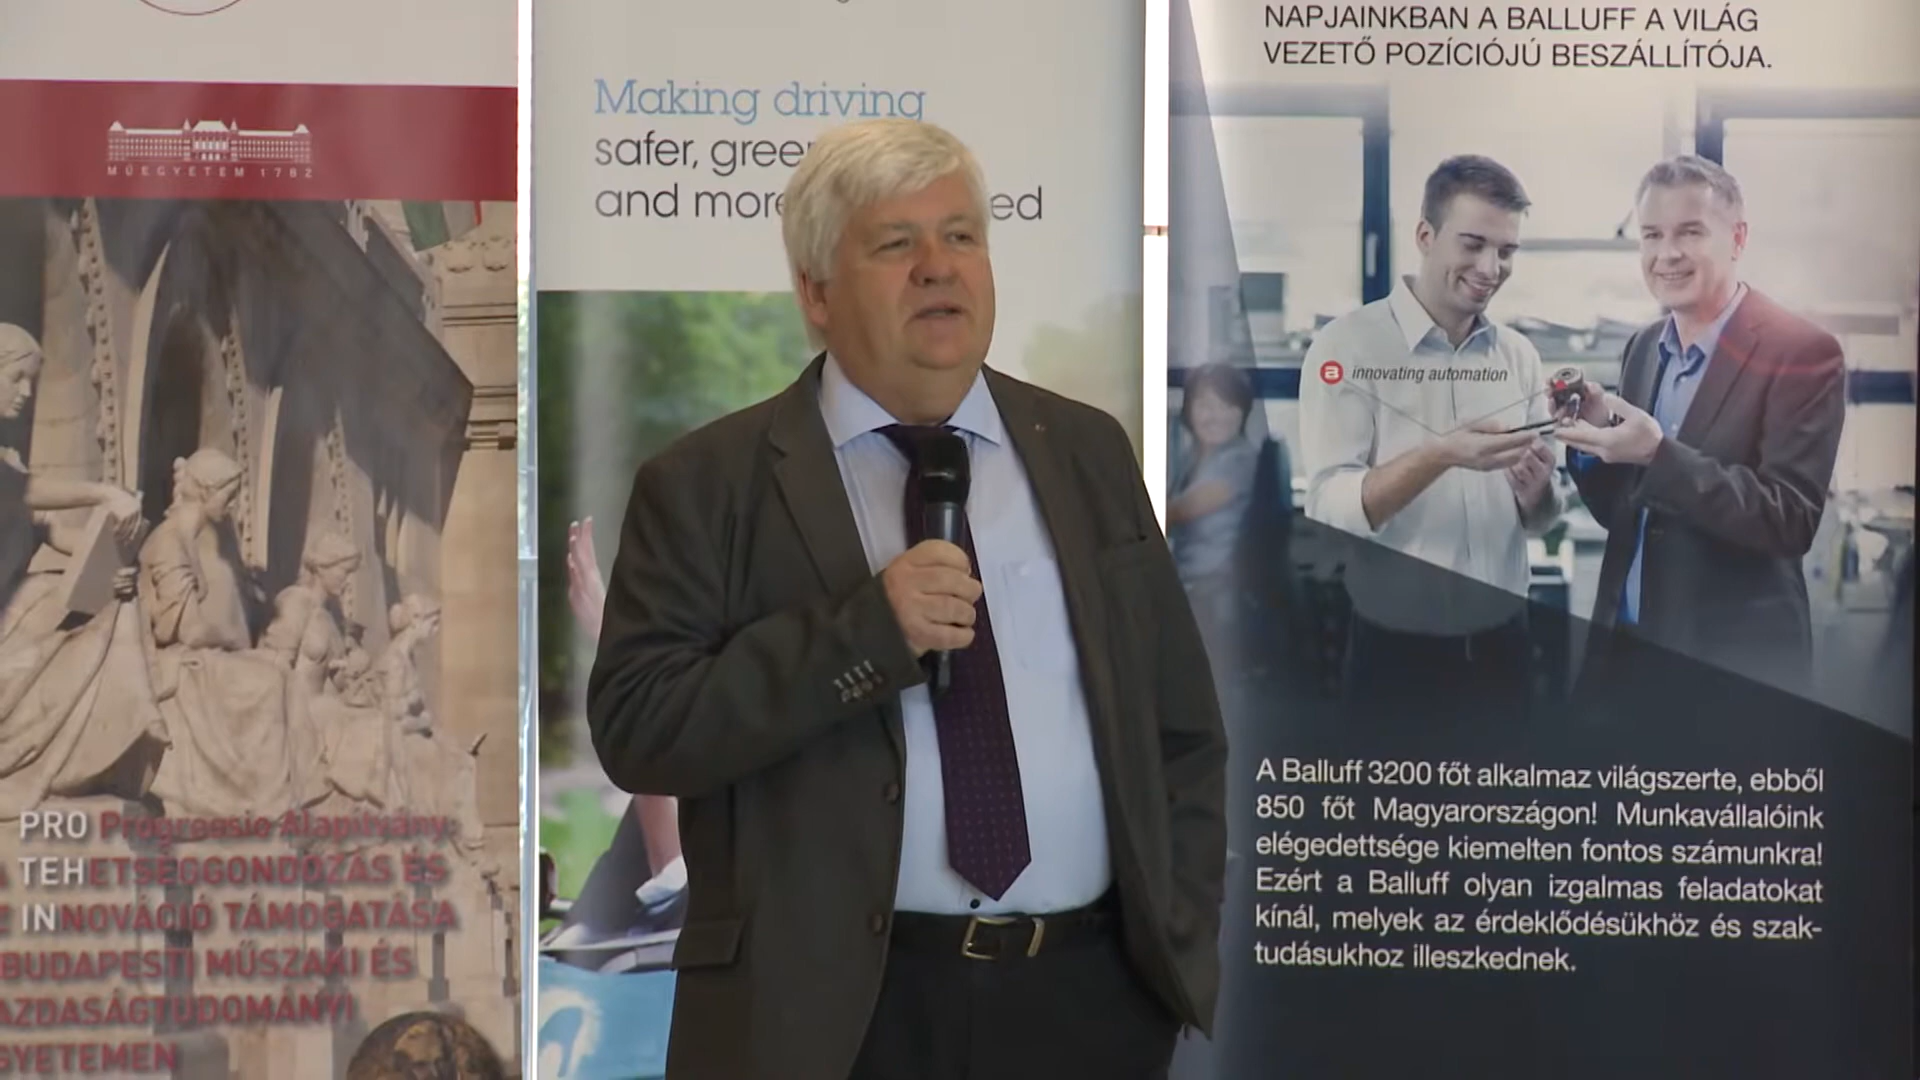 MŰEGYETEM 1782
PRO Progressio Alapítvány:
A TEHETSÉGGONDOZÁS ÉS
INNOVÁCIÓ TÁMOGATÁSA
BUDAPESTI MŰSZAKI ÉS
AZDASÁGTUDOMÁNYI
GYETEMEN
Making driving
safer, gree
and more ed
NAPJAINKBAN A BALLUFF A VILÁG
VEZETŐ POZÍCIÓJÚ BESZÁLLÍTÓJA.
innovating automation
A Balluff 3200 főt alkalmaz világszerte, ebből
850 főt Magyarországon! Munkavállalóink
elégedettsége kiemelten fontos számunkra!
Ezért a Balluff olyan izgalmas feladatokat
kínál, melyek az érdeklődésükhöz és szak-
tudásukhoz illeszkednek.